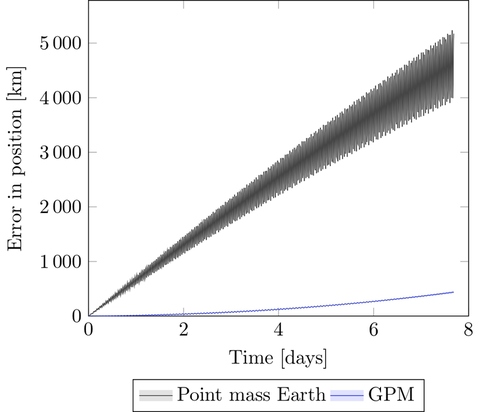 5 000
4 000
3 000
2 000
1 000
0
Error in position [km]
0 2 4 6 8
Time [days]
Point mass Earth GPM